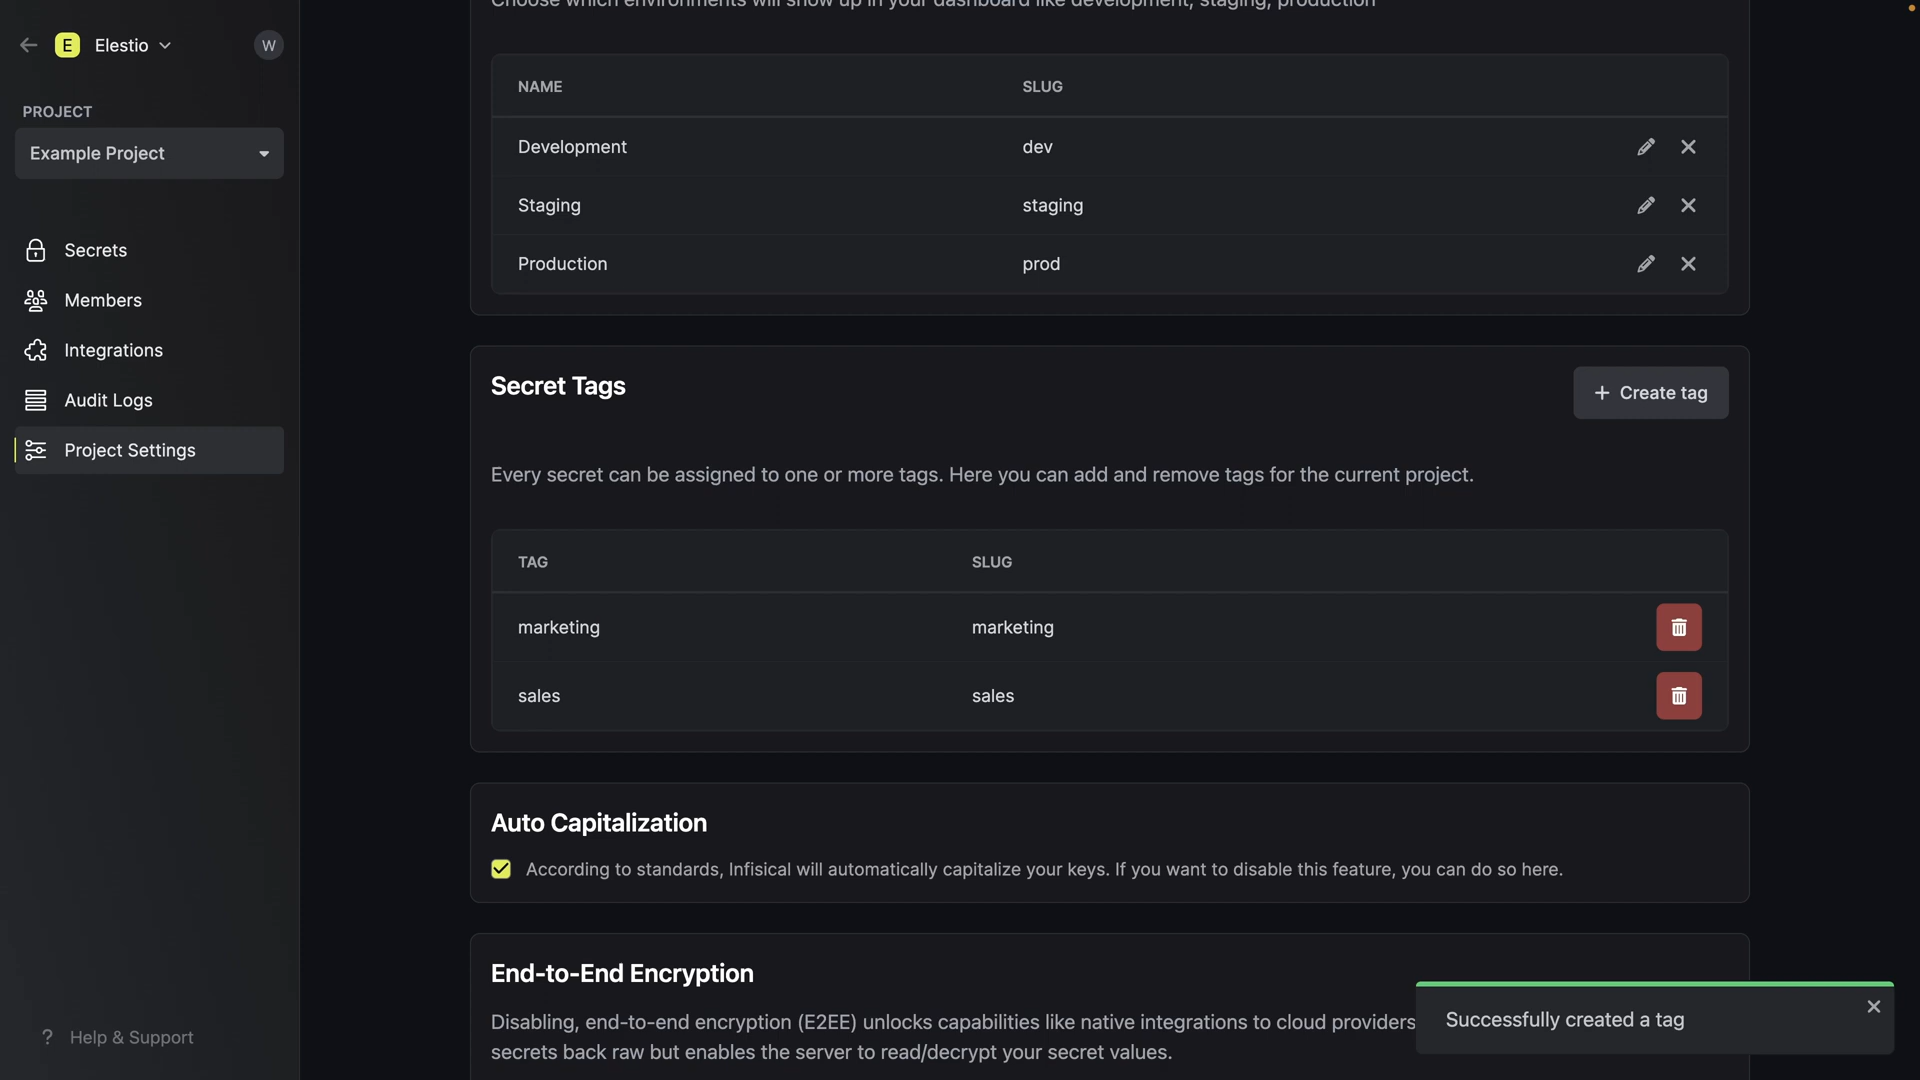 E Elestio W
PROJECT
Example Project
Secrets
Members
Integrations
Audit Logs
Project Settings
? Help & Support
Choose which environments will show up in your dashboard like development, staging, production
NAME SLUG
Development dev
Staging staging
Production prod
Secret Tags
+ Create tag
Every secret can be assigned to one or more tags. Here you can add and remove tags for the current project.
TAG SLUG
marketing marketing
sales sales
Auto Capitalization
According to standards, Infisical will automatically capitalize your keys. If you want to disable this feature, you can do so here.
End-to-End Encryption
Disabling, end-to-end encryption (E2EE) unlocks capabilities like native integrations to cloud providers
secrets back raw but enables the server to read/decrypt your secret values.
Successfully created a tag